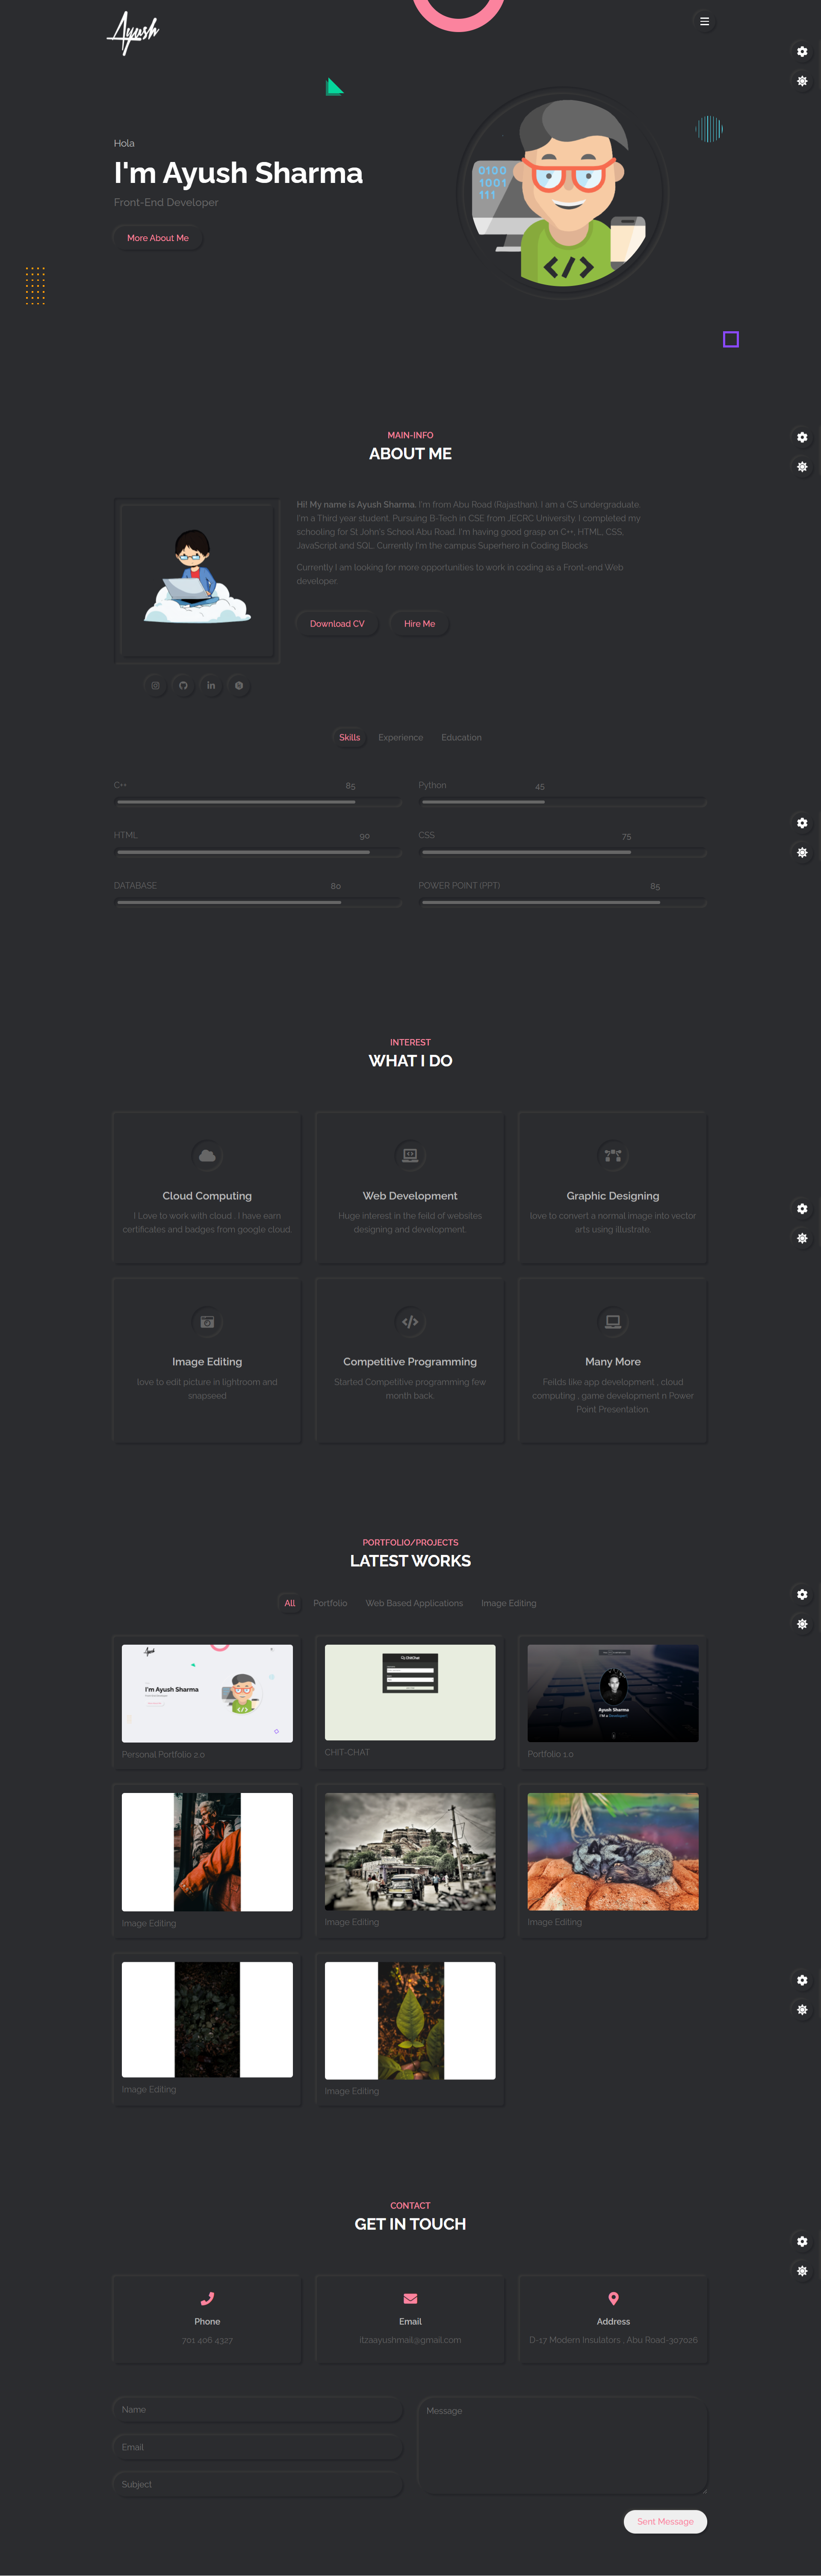 Ayush
Hola
I'm Ayush Sharma
Front-End Developer
More About Me
0100
1001
111
</>
MAIN-INFO
ABOUT ME
Hi! My name is Ayush Sharma. I'm from Abu Road (Rajasthan). I am a CS undergraduate.
I'm a Third year student. Pursuing B-Tech in CSE from JECRC University. I completed my
schooling for St John's School Abu Road. I'm having good grasp on C++, HTML, CSS,
JavaScript and SQL. Currently I'm the campus Superhero in Coding Blocks
Currently I am looking for more opportunities to work in coding as a Front-end Web
developer.
Download CV
Hire Me
Skills
Experience
Education
C++
85
Python
45
HTML
90
CSS
75
DATABASE
80
POWER POINT (PPT)
85
INTEREST
WHAT I DO
Cloud Computing
I Love to work with cloud . I have earn
certificates and badges from google cloud.
Web Development
Huge interest in the feild of websites
designing and development.
Graphic Designing
love to convert a normal image into vector
arts using illustrate
Image Editing
love to edit picture in lightroom and
snapseed
Competitive Programming
Started Competitive programming few
month back.
Many More
Feilds like app development , cloud
computing , game development n Power
Point Presentation.
PORTFOLIO/PROJECTS
LATEST WORKS
All
Portfolio
Web Based Applications
Image Editing
I'm Ayush Sharma
Personal Portfolio 2.0
ChitChat
CHIT-CHAT
Ayush Sharma
Portfolio 1.0
Image Editing
Image Editing
Image Editing
Image Editing
Image Editing
CONTACT
GET IN TOUCH
Phone
701 406 4327
Email
itzaayushmail@gmail.com
Address
D-17 Modern Insulators , Abu Road-307026
Name
Email
Subject
Message
Sent Message